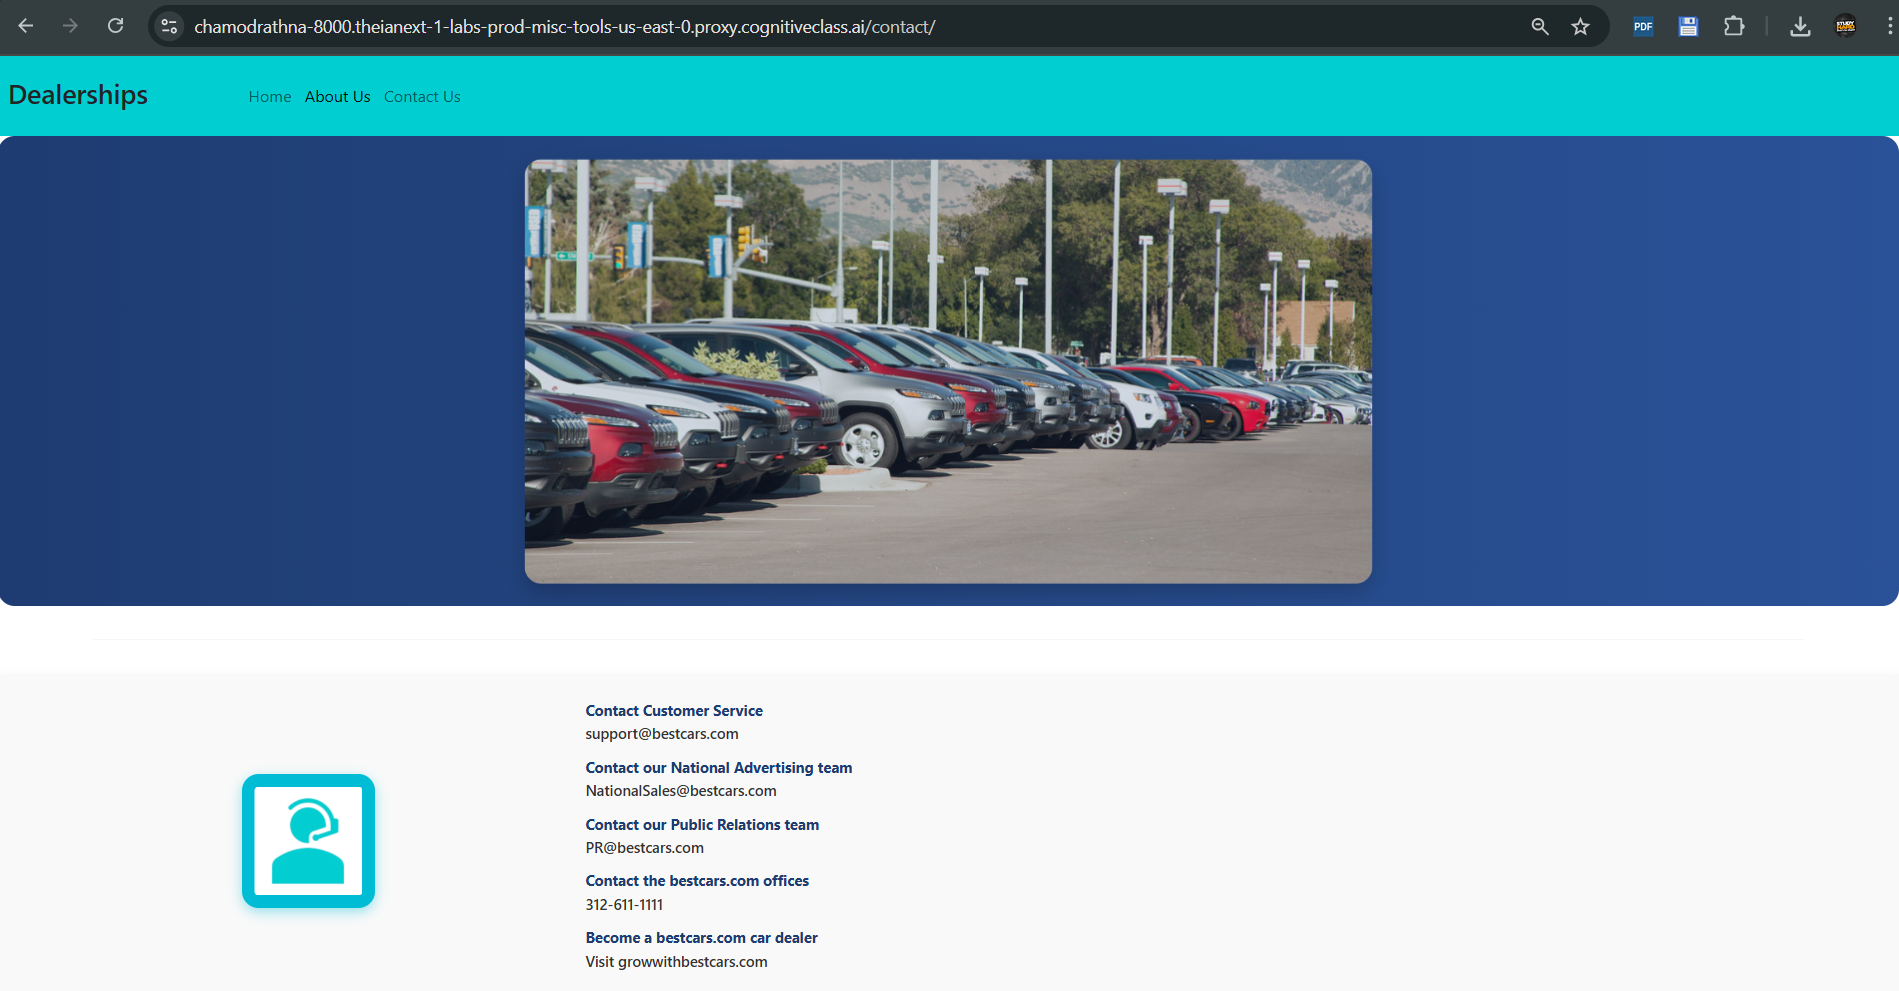 chamodrathna-8000.theianext-1-labs-prod-misc-tools-us-east-0.proxy.cognitiveclass.ai/contact/
PDF
Dealerships
Home About Us Contact Us
Contact Customer Service
support@bestcars.com
Contact our National Advertising team
NationalSales@bestcars.com
Contact our Public Relations team
PR@bestcars.com
Contact the bestcars.com offices
312-611-1111
Become a bestcars.com car dealer
Visit growwithbestcars.com